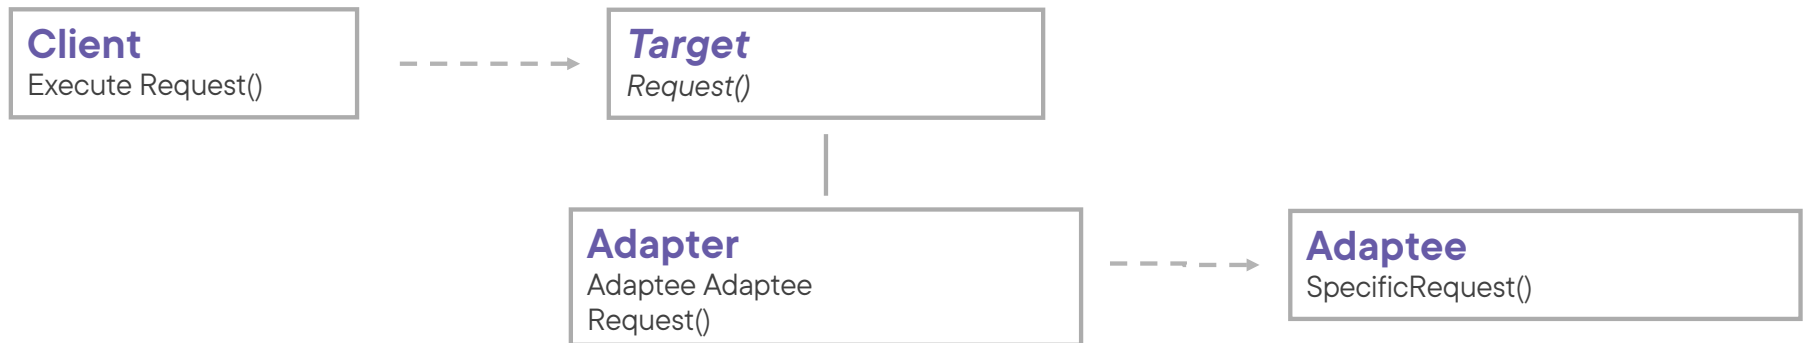 Client
Execute Request()
Target
Request()
Adapter
Adaptee Adaptee
Request()
Adaptee
SpecificRequest()